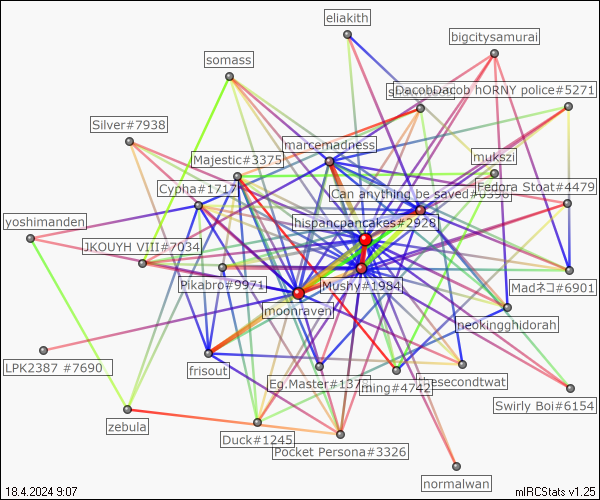 eliakith
bigcitysamurai
somass
DacobDacob hORNY police#5271
Silver#7938
marcemadness
Majestic#3375
mukszi
Cypha#1717
Can anything be saved
Fedora Stoat#4479
yoshimanden
hispancpancakes#2928
JKOUYH VIII#7034
Pikabro#9971
Mushy#1984
Madネコ#6901
moonraven
neokingghidorah
LPK2387 #7690
frisout
Eg.Master#137
ming#4742
thesecondtwat
Swirly Boi#6154
zebula
Duck#1245
Pocket Persona#3326
normalwan
18.4.2024 9:07
mIRCStats v1.25